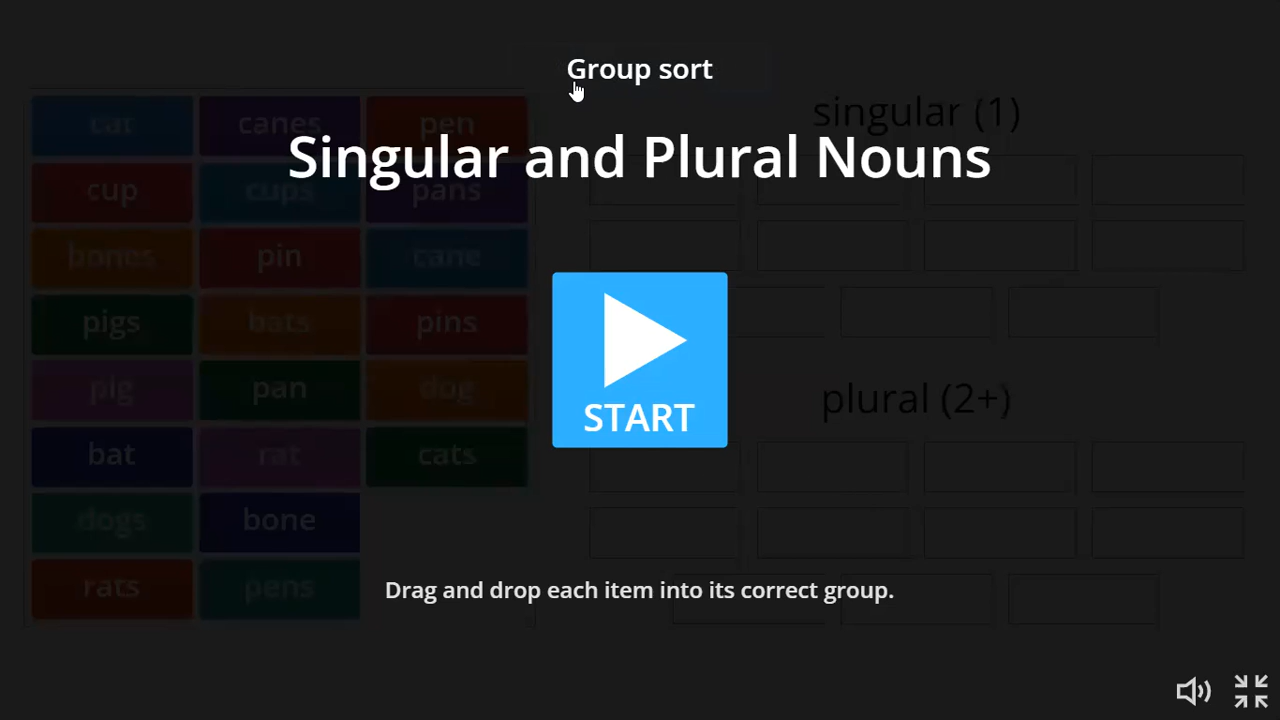 Group sort
singular (1)
cat canes pen
Singular and Plural Nouns
cup cups pans
bones pin cane
pigs bats pins
pig pan dog
plural (2+)
START
bat rat cats
dogs bone
rats pens
Drag and drop each item into its correct group.